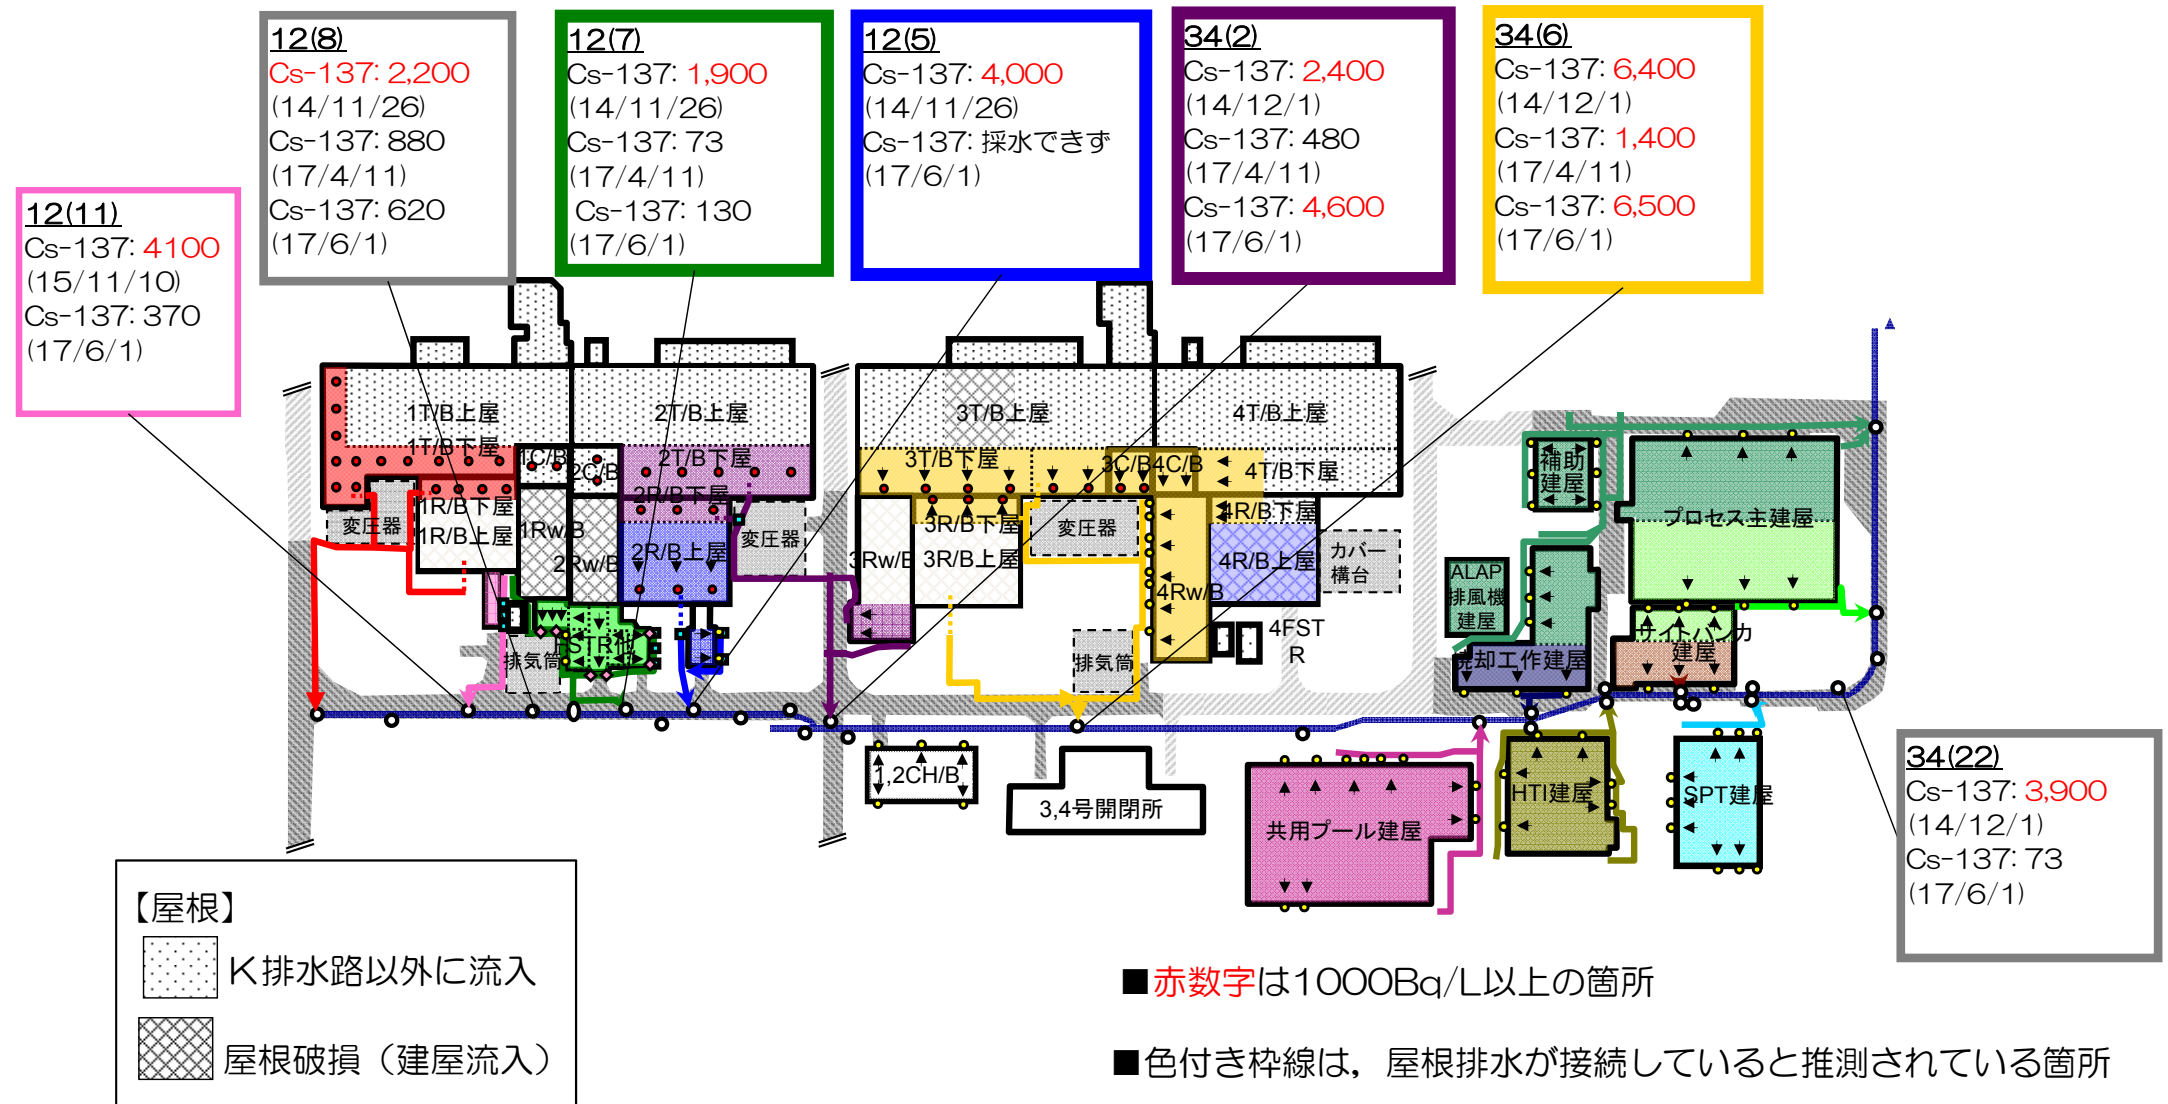 12(8)
Cs-137: 2,200
(14/11/26)
Cs-137: 880
(17/4/11)
Cs-137: 620
(17/6/1)
12(7)
Cs-137: 1,900
(14/11/26)
Cs-137: 73
(17/4/11)
Cs-137: 130
(17/6/1)
12(5)
Cs-137: 4,000
(14/11/26)
Cs-137: 採水できず
(17/6/1)
34(2)
Cs-137: 2,400
(14/12/1)
Cs-137: 480
(17/4/11)
Cs-137: 4,600
(17/6/1)
34(6)
Cs-137: 6,400
(14/12/1)
Cs-137: 1,400
(17/4/11)
Cs-137: 6,500
(17/6/1)
12(11)
Cs-137: 4100
(15/11/10)
Cs-137: 370
(17/6/1)
1T/B上屋
2T/B上屋
3T/B上屋
4T/B上屋
1T/B下屋
1C/B
2C/B
2T/B下屋
3T/B下屋
3C/B
4C/B
4T/B下屋
補助
建屋
プロセス主建屋
変圧器
1R/B下屋
1R/B上屋
1Rw/B
2Rw/B
2R/B下屋
2R/B上屋
変圧器
3Rw/B
3R/B下屋
3R/B上屋
変圧器
4Rw/B
4R/B下屋
4R/B上屋
カバー
構台
ALAP
排風機
建屋
排気筒
FSTR他
排気筒
4FST
R
焼却工作建屋
サイトバンカ
建屋
1,2CH/B
3,4号開閉所
共用プール建屋
HTI建屋
SPT建屋
34(22)
Cs-137: 3,900
(14/12/1)
Cs-137: 73
(17/6/1)
【屋根】
K排水路以外に流入
屋根破損（建屋流入）
■赤数字は1000Bq/L以上の箇所
■色付き枠線は，屋根排水が接続していると推測されている箇所